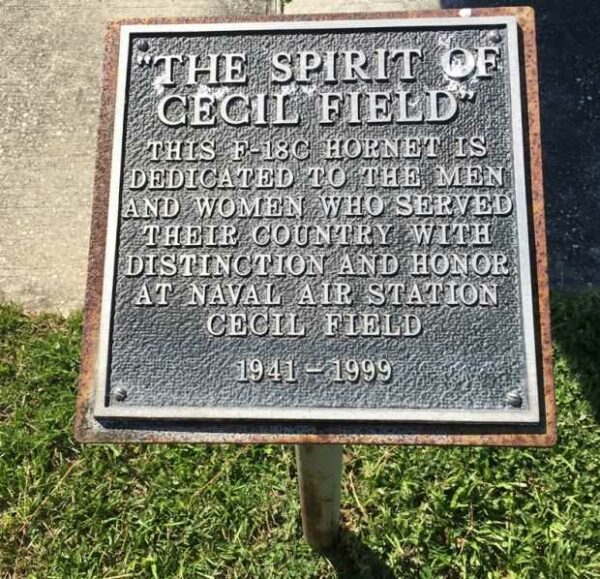 "THE SPIRIT OF
CECIL FIELD"
THIS F-18C HORNET IS
DEDICATED TO THE MEN
AND WOMEN WHO SERVED
THEIR COUNTRY WITH
DISTINCTION AND HONOR
AT NAVAL AIR STATION
CECIL FIELD
1941-1999